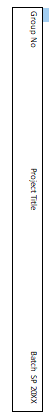 Group No
Project Title
Batch SP 20XX